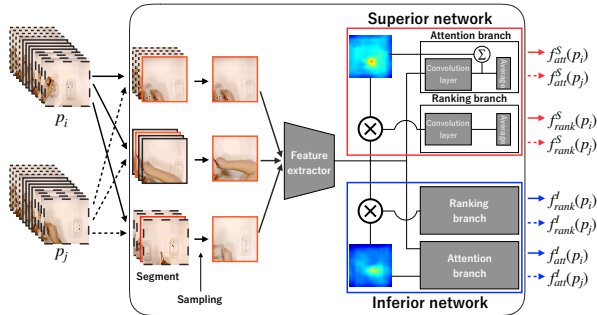 Superior network
Attention branch
Σ
Convolution
layer
Average
Ranking branch
Convolution
layer
Average
f^S_att(p_i)
f^S_att(p_j)
f^S_rank(p_i)
f^S_rank(p_j)
p_i
p_j
Segment
Sampling
Feature
extractor
Ranking
branch
Attention
branch
f^I_rank(p_i)
f^I_rank(p_j)
f^I_att(p_i)
f^I_att(p_j)
Inferior network